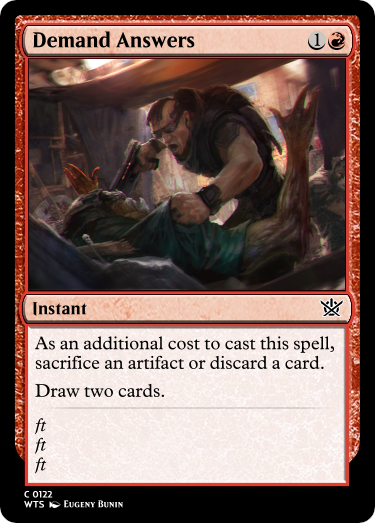 Demand Answers 1
Instant
As an additional cost to cast this spell,
sacrifice an artifact or discard a card.
Draw two cards.
ft
ft
ft
C 0122
WTS Eugeny Bunin